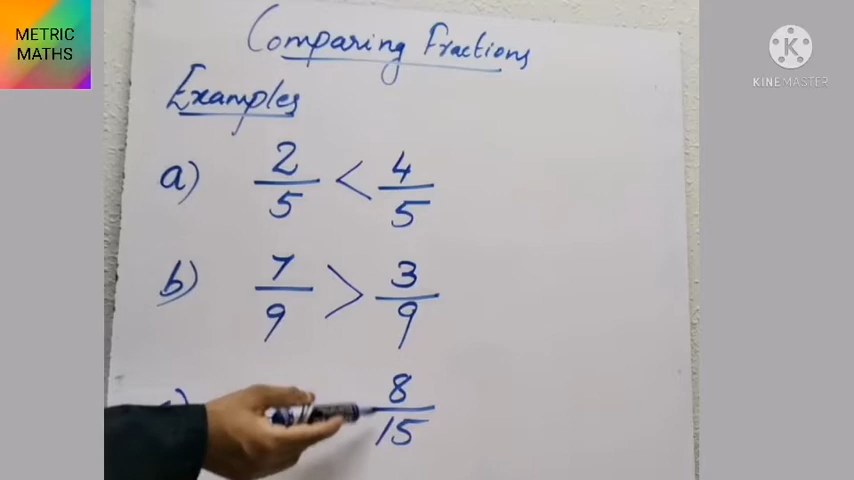 METRIC
MATHS
K
KINEMASTER
Comparing Fractions
Examples
a) 2/5 < 4/5
b) 7/9 > 3/9
8/15